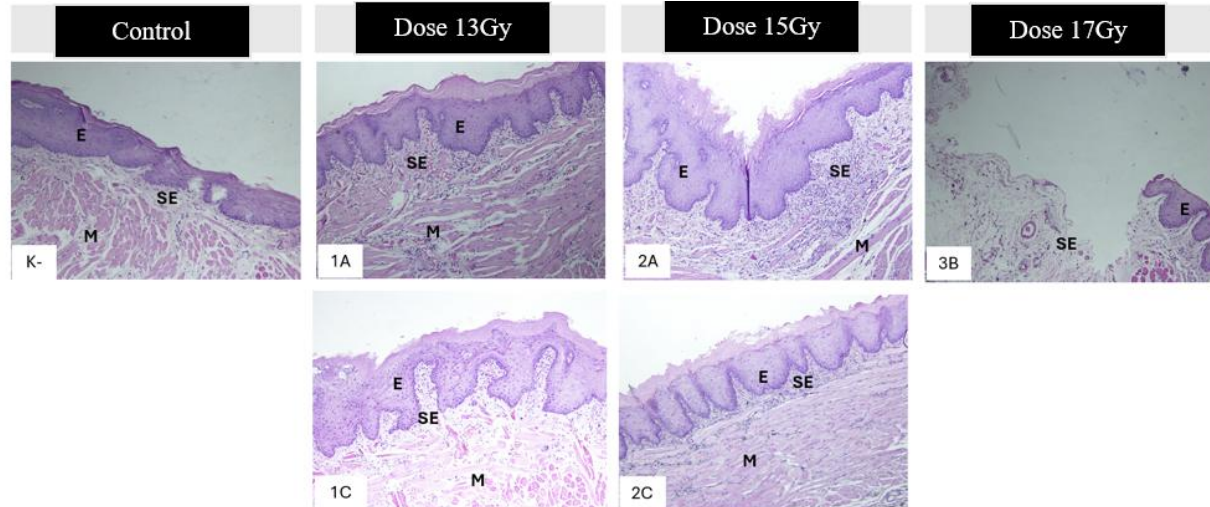 Control
Dose 13Gy
Dose 15Gy
Dose 17Gy
E
SE
M
K-
E
SE
M
1A
E
SE
M
2A
E
SE
3B
E
SE
M
1C
E
SE
M
2C